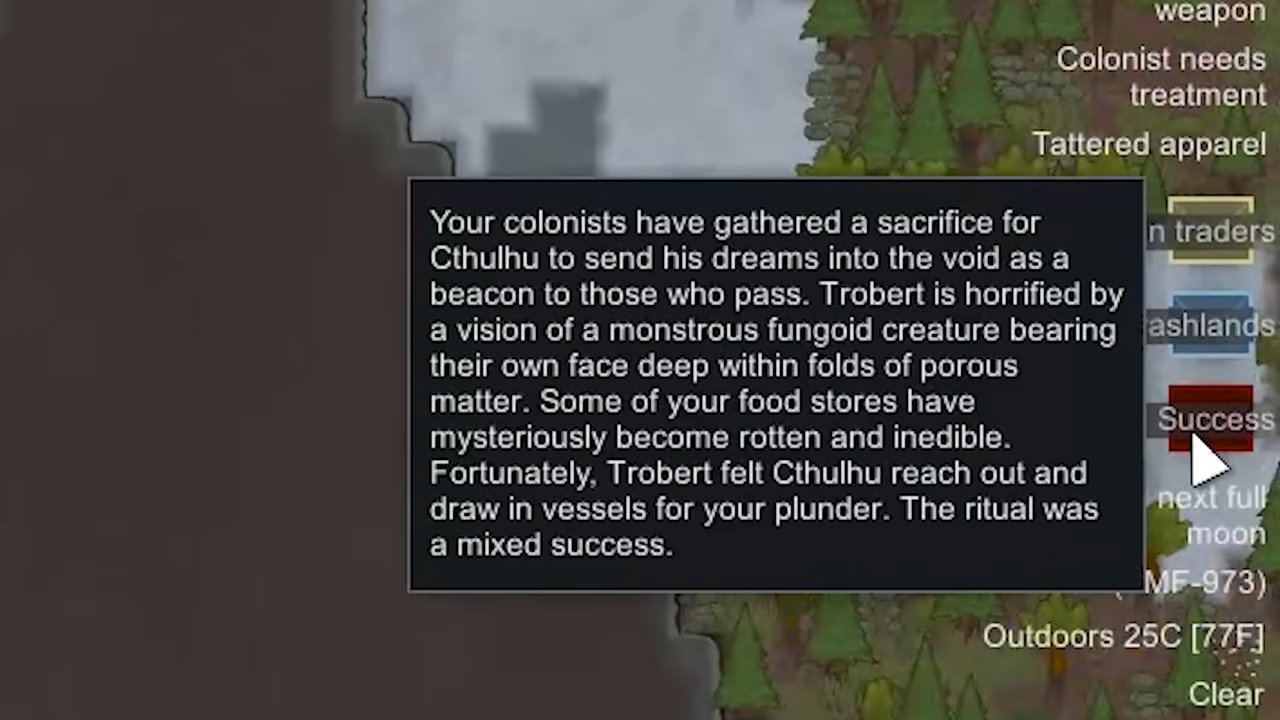 weapon
Colonist needs
treatment
Tattered apparel
Your colonists have gathered a sacrifice for
Cthulhu to send his dreams into the void as a
beacon to those who pass. Trobert is horrified by
a vision of a monstrous fungoid creature bearing
their own face deep within folds of porous
matter. Some of your food stores have
mysteriously become rotten and inedible.
Fortunately, Trobert felt Cthulhu reach out and
draw in vessels for your plunder. The ritual was
a mixed success.
n traders
ashlands
Success
next full
moon
MF-973)
Outdoors 25C [77F]
Clear